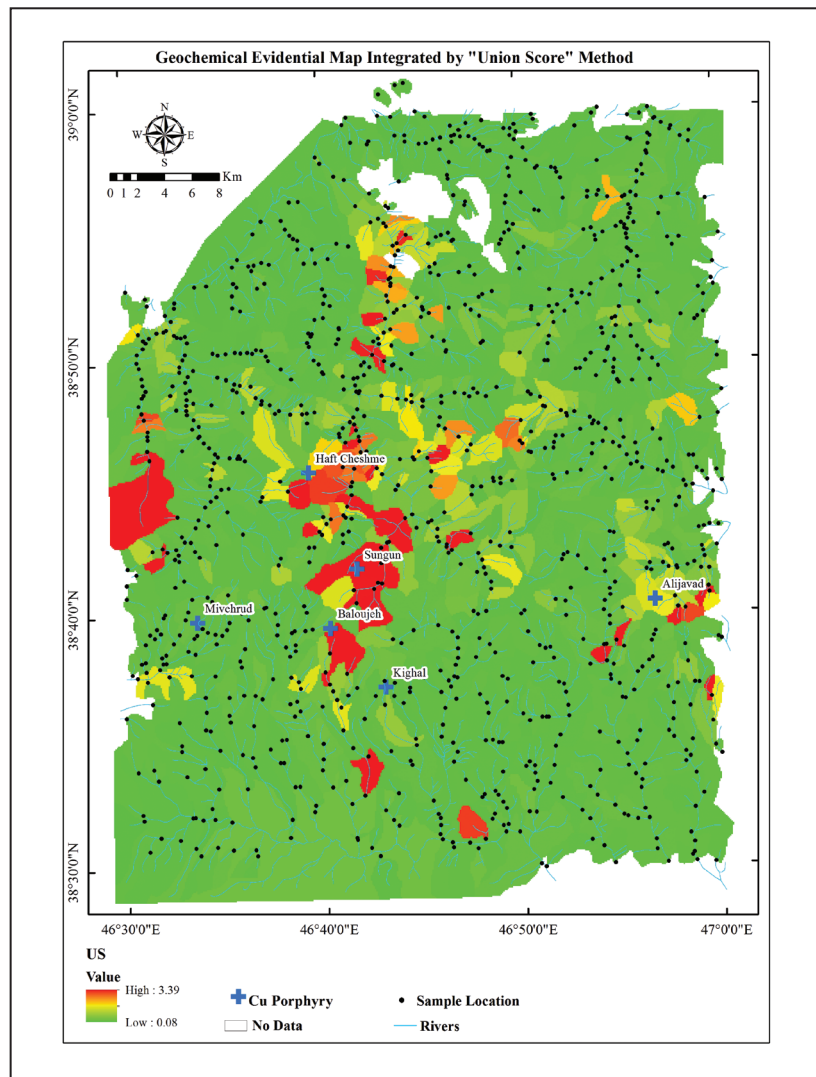 Geochemical Evidential Map Integrated by "Union Score" Method
N
W E
S
Km
0 1 2 4 6 8
39°0'0"N
38°50'0"N
38°40'0"N
38°30'0"N
Haft Cheshme
Sungun
Alijavad
Mivehrud
Baloujeh
Kighal
46°30'0"E 46°40'0"E 46°50'0"E 47°0'0"E
US
Value
High : 3.39
Low : 0.08
Cu Porphyry
No Data
Sample Location
Rivers